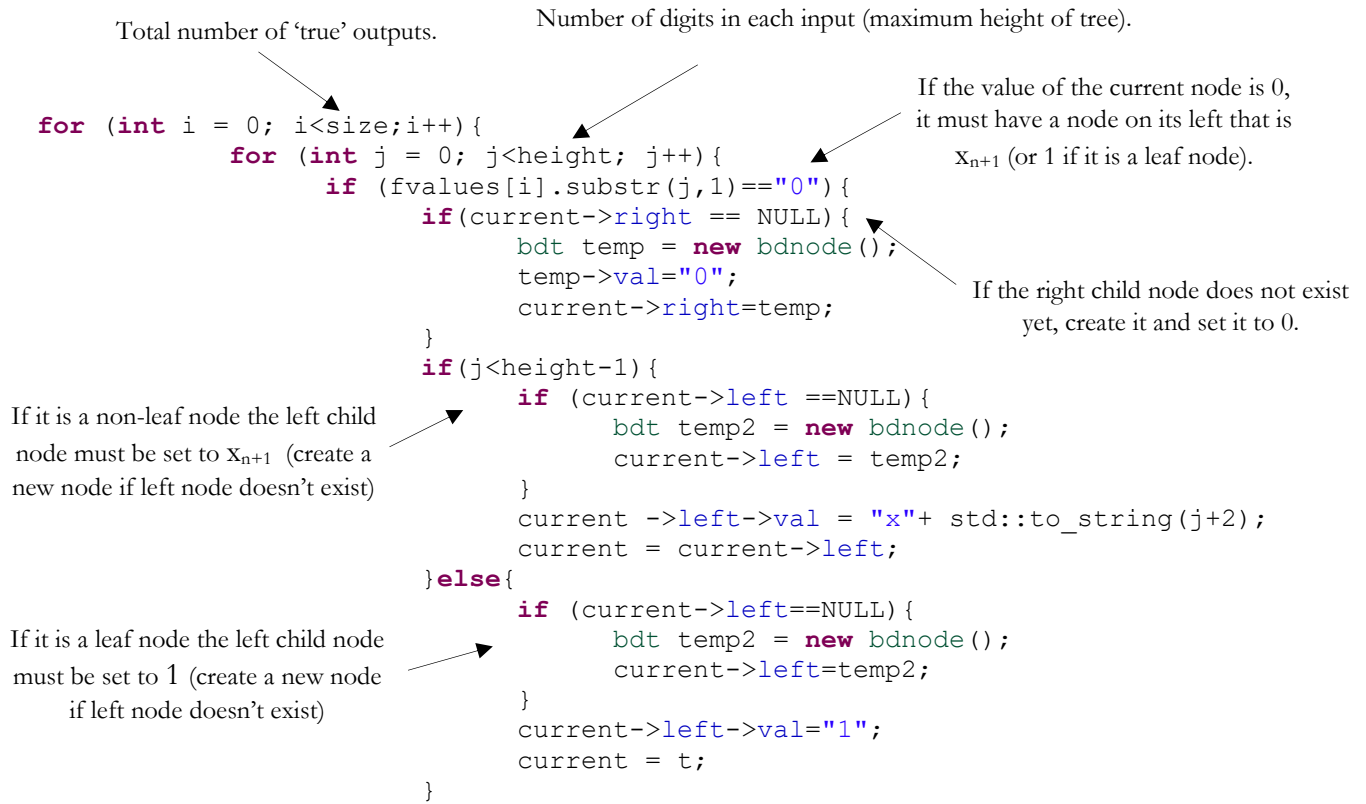 Total number of ‘true’ outputs.
Number of digits in each input (maximum height of tree).
If the value of the current node is 0,
it must have a node on its left that is
xn+1 (or 1 if it is a leaf node).
for (int i = 0; i<size;i++){
for (int j = 0; j<height; j++){
if (fvalues[i].substr(j,1)=="0"){
if(current->right == NULL){
bdt temp = new bdnode();
temp->val="0";
current->right=temp;
}
If the right child node does not exist
yet, create it and set it to 0.
if(j<height-1){
if (current->left ==NULL){
bdt temp2 = new bdnode();
current->left = temp2;
}
current ->left->val = "x"+ std::to_string(j+2);
current = current->left;
If it is a non-leaf node the left child
node must be set to xn+1 (create a
new node if left node doesn’t exist)
}else{
if (current->left==NULL){
bdt temp2 = new bdnode();
current->left=temp2;
}
current->left->val="1";
current = t;
}
If it is a leaf node the left child node
must be set to 1 (create a new node
if left node doesn’t exist)